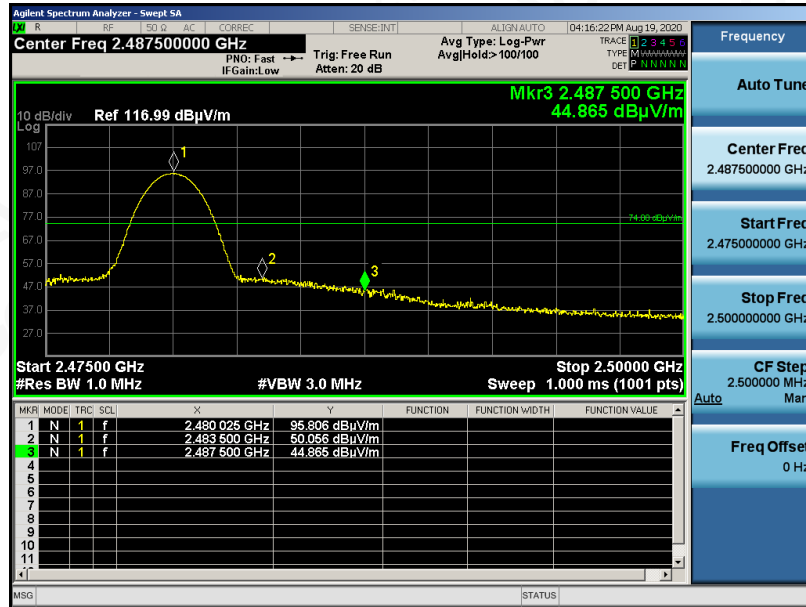 Agilent Spectrum Analyzer - Swept SA
LXI R RF 50 Ω AC CORREC SENSE:INT ALIGN AUTO 04:16:22 PM Aug 19, 2020
Center Freq 2.487500000 GHz
PNO: Fast
IFGain:Low
Trig: Free Run
Atten: 20 dB
Avg Type: Log-Pwr
Avg|Hold:>100/100
TRACE 1 2 3 4 5 6
TYPE MWWWWW
DET P N N N N N
Mkr3 2.487 500 GHz
44.865 dBµV/m
10 dB/div Ref 116.99 dBµV/m
Log
107
97.0
87.0
77.0
67.0
57.0
47.0
37.0
27.0
74.00 dBµV/m
1
2
3
Start 2.47500 GHz Stop 2.50000 GHz
#Res BW 1.0 MHz #VBW 3.0 MHz Sweep 1.000 ms (1001 pts)
MKR MODE TRC SCL X Y FUNCTION FUNCTION WIDTH FUNCTION VALUE
1 N 1 f 2.480 025 GHz 95.806 dBµV/m
2 N 1 f 2.483 500 GHz 50.056 dBµV/m
3 N 1 f 2.487 500 GHz 44.865 dBµV/m
4
5
6
7
8
9
10
11
MSG STATUS
Frequency
Auto Tune
Center Freq
2.487500000 GHz
Start Freq
2.475000000 GHz
Stop Freq
2.500000000 GHz
CF Step
2.500000 MHz
Auto Man
Freq Offset
0 Hz